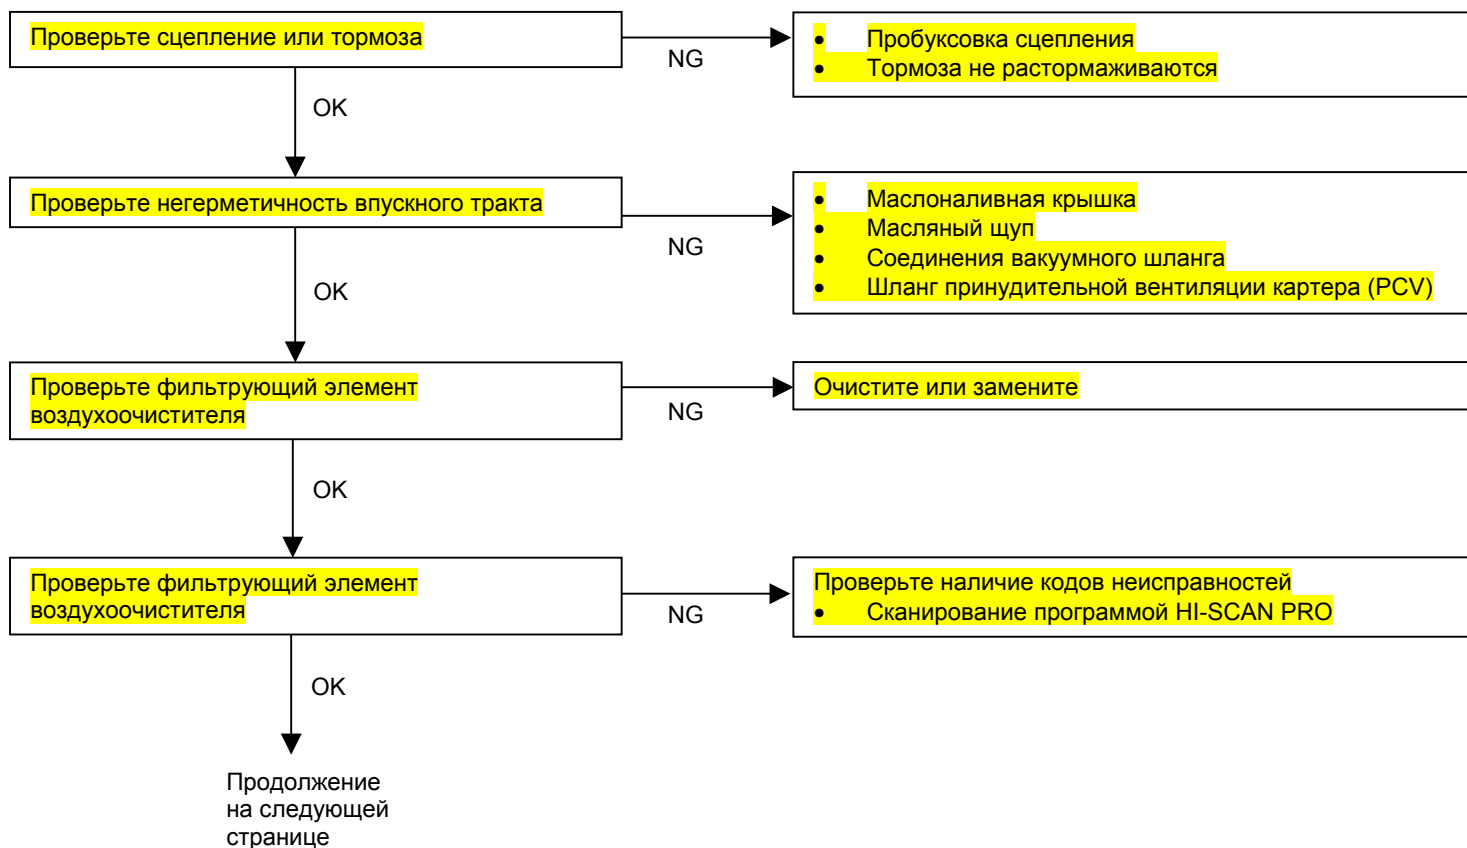 Проверьте сцепление или тормоза
NG
• Пробуксовка сцепления
• Тормоза не растормаживаются
OK
Проверьте негерметичность впускного тракта
NG
• Маслоналивная крышка
• Масляный щуп
• Соединения вакуумного шланга
• Шланг принудительной вентиляции картера (PCV)
OK
Проверьте фильтрующий элемент
воздухоочистителя
NG
Очистите или замените
OK
Проверьте фильтрующий элемент
воздухоочистителя
NG
Проверьте наличие кодов неисправностей
• Сканирование программой HI-SCAN PRO
OK
Продолжение
на следующей
странице